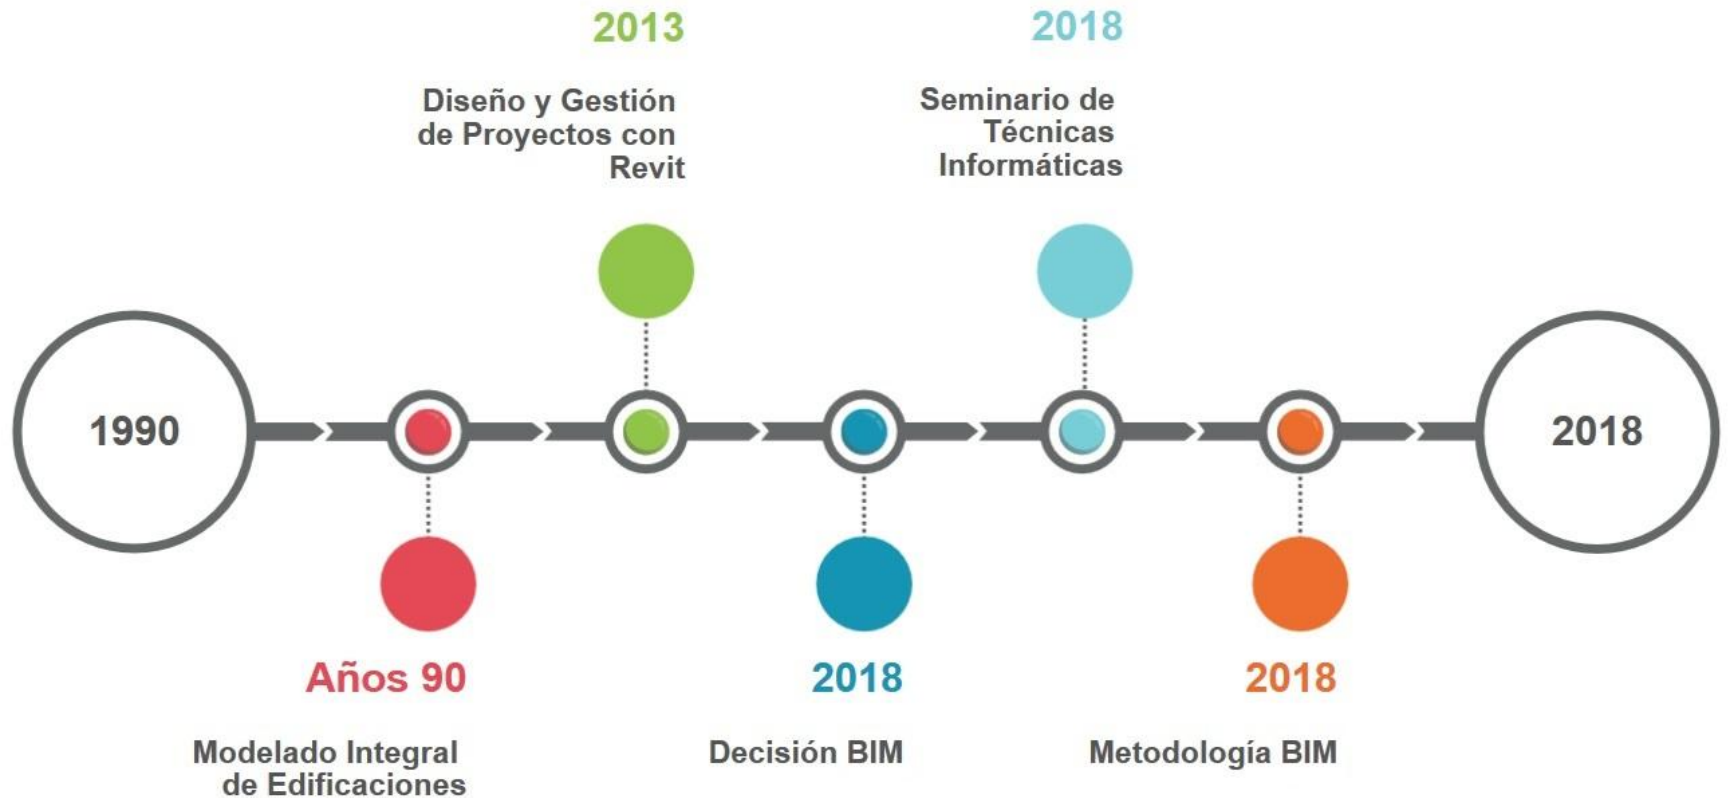 2013
Diseño y Gestión
de Proyectos con
Revit
2018
Seminario de
Técnicas
Informáticas
1990
2018
Años 90
Modelado Integral
de Edificaciones
2018
Decisión BIM
2018
Metodología BIM